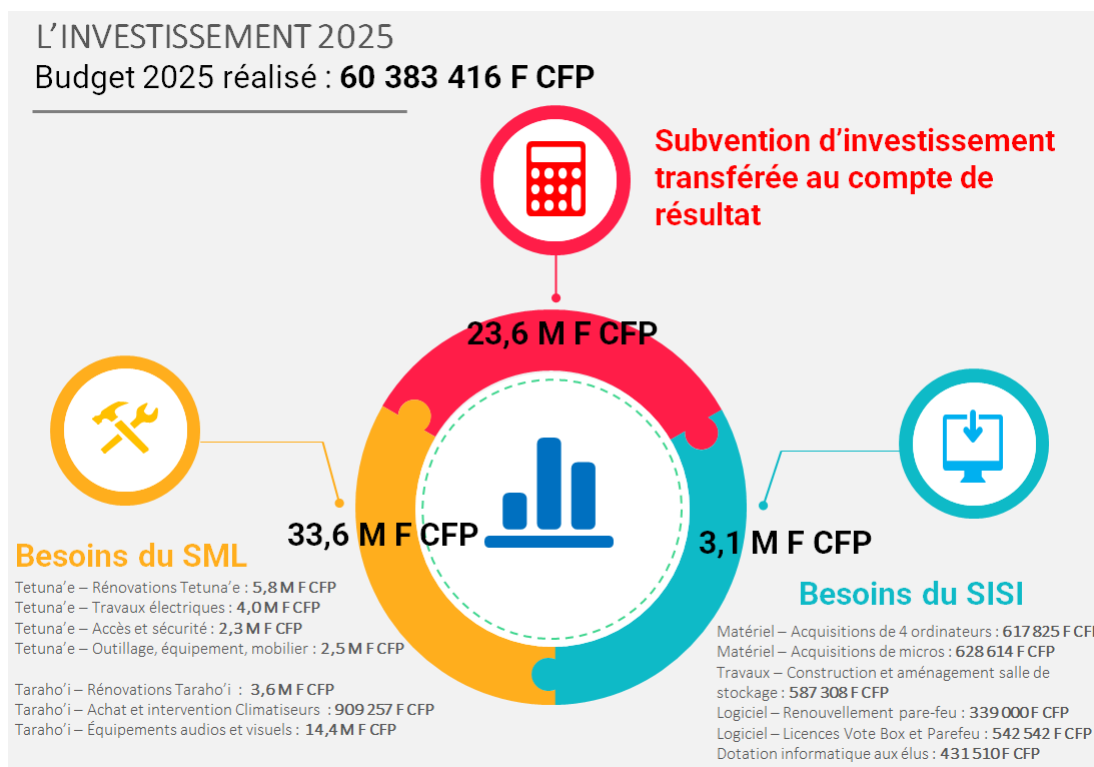 L'INVESTISSEMENT 2025
Budget 2025 réalisé : 60 383 416 F CFP
Subvention d'investissement
transférée au compte de
résultat
23,6 M F CFP
33,6 M F CFP
3,1 M F CFP
Besoins du SML
Tetuna'e – Rénovations Tetuna'e : 5,8 M F CFP
Tetuna'e – Travaux électriques : 4,0 M F CFP
Tetuna'e – Accès et sécurité : 2,3 M F CFP
Tetuna'e – Outillage, équipement, mobilier : 2,5 M F CFP
Taraho'i – Rénovations Taraho'i : 3,6 M F CFP
Taraho'i – Achat et intervention Climatiseurs : 909 257 F CFP
Taraho'i – Équipements audios et visuels : 14,4 M F CFP
Besoins du SISI
Matériel – Acquisitions de 4 ordinateurs : 617 825 F CFP
Matériel – Acquisitions de micros : 628 614 F CFP
Travaux – Construction et aménagement salle de
stockage : 587 308 F CFP
Logiciel – Renouvellement pare-feu : 339 000 F CFP
Logiciel – Licences Vote Box et Parefeu : 542 542 F CFP
Dotation informatique aux élus : 431 510 F CFP